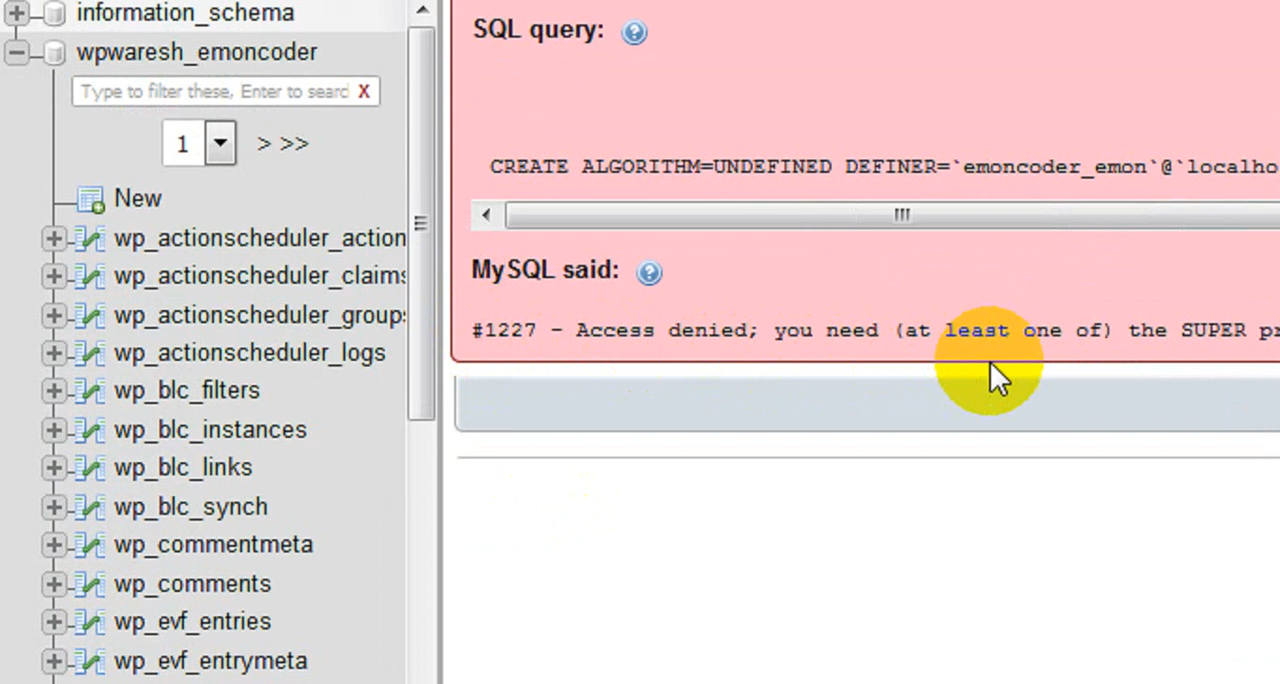 information_schema
wpwaresh_emoncoder
Type to filter these, Enter to searc X
1 > >>
New
wp_actionscheduler_action
wp_actionscheduler_claims
wp_actionscheduler_group
wp_actionscheduler_logs
wp_blc_filters
wp_blc_instances
wp_blc_links
wp_blc_synch
wp_commentmeta
wp_comments
wp_evf_entries
wp_evf_entrymeta
SQL query:
CREATE ALGORITHM=UNDEFINED DEFINER=`emoncoder_emon`@`localho
MySQL said:
#1227 - Access denied; you need (at least one of) the SUPER pr